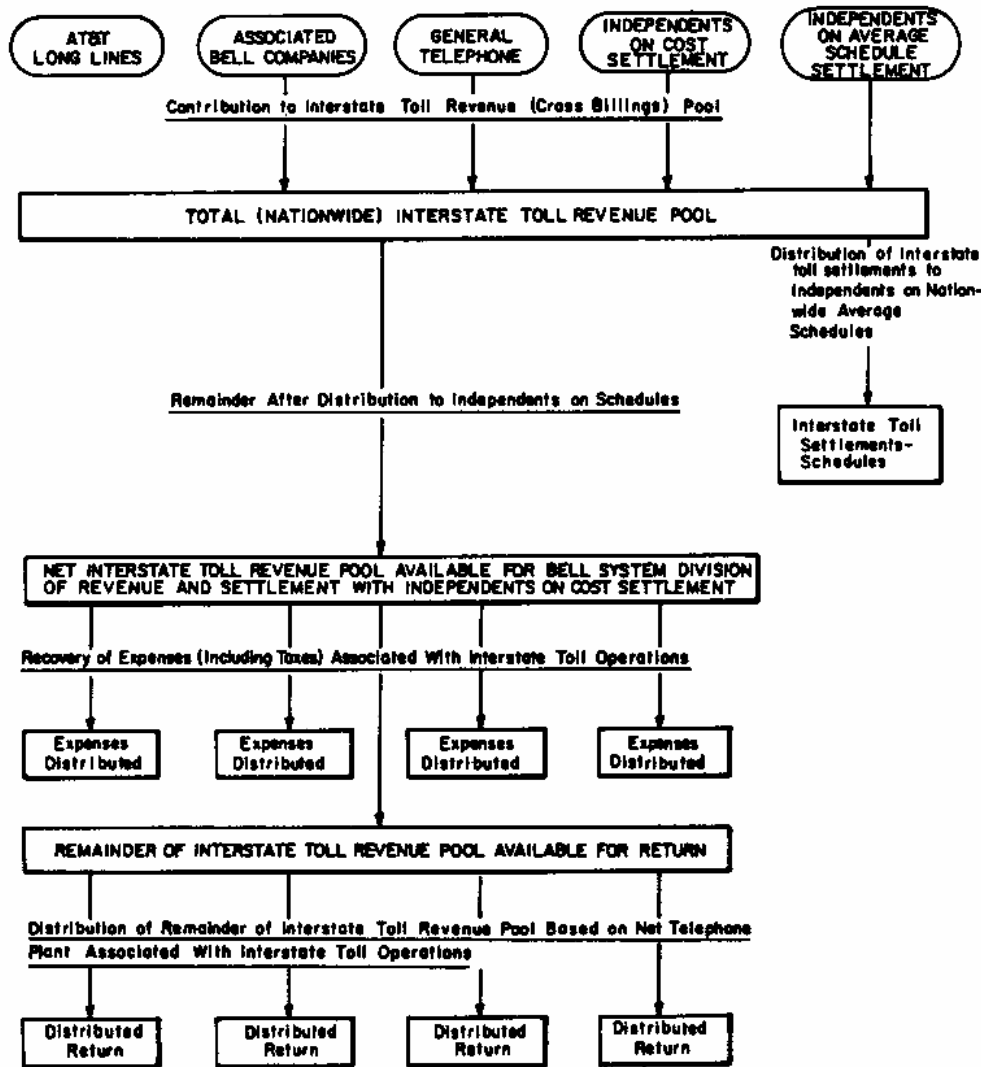 AT&T
LONG LINES
ASSOCIATED
BELL COMPANIES
GENERAL
TELEPHONE
INDEPENDENTS
ON COST
SETTLEMENT
INDEPENDENTS
ON AVERAGE
SCHEDULE
SETTLEMENT
Contribution to Interstate Toll Revenue (Cross Billings) Pool
TOTAL (NATIONWIDE) INTERSTATE TOLL REVENUE POOL
Distribution of Interstate
toll settlements to
Independents on Nation-
wide Average
Schedules
Remainder After Distribution to Independents on Schedules
Interstate Toll
Settlements-
Schedules
NET INTERSTATE TOLL REVENUE POOL AVAILABLE FOR BELL SYSTEM DIVISION
OF REVENUE AND SETTLEMENT WITH INDEPENDENTS ON COST SETTLEMENT
Recovery of Expenses (Including Taxes) Associated With Interstate Toll Operations
Expenses
Distributed
Expenses
Distributed
Expenses
Distributed
Expenses
Distributed
REMAINDER OF INTERSTATE TOLL REVENUE POOL AVAILABLE FOR RETURN
Distribution of Remainder of Interstate Toll Revenue Pool Based on Net Telephone
Plant Associated With Interstate Toll Operations
Distributed
Return
Distributed
Return
Distributed
Return
Distributed
Return